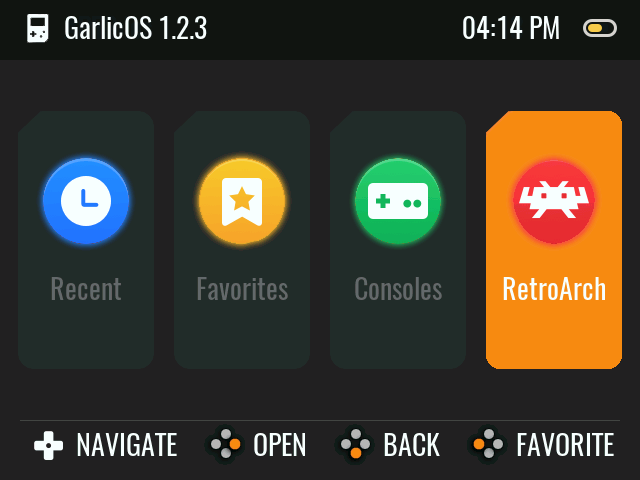 GarlicOS 1.2.3 04:14 PM
Recent Favorites Consoles RetroArch
NAVIGATE OPEN BACK FAVORITE